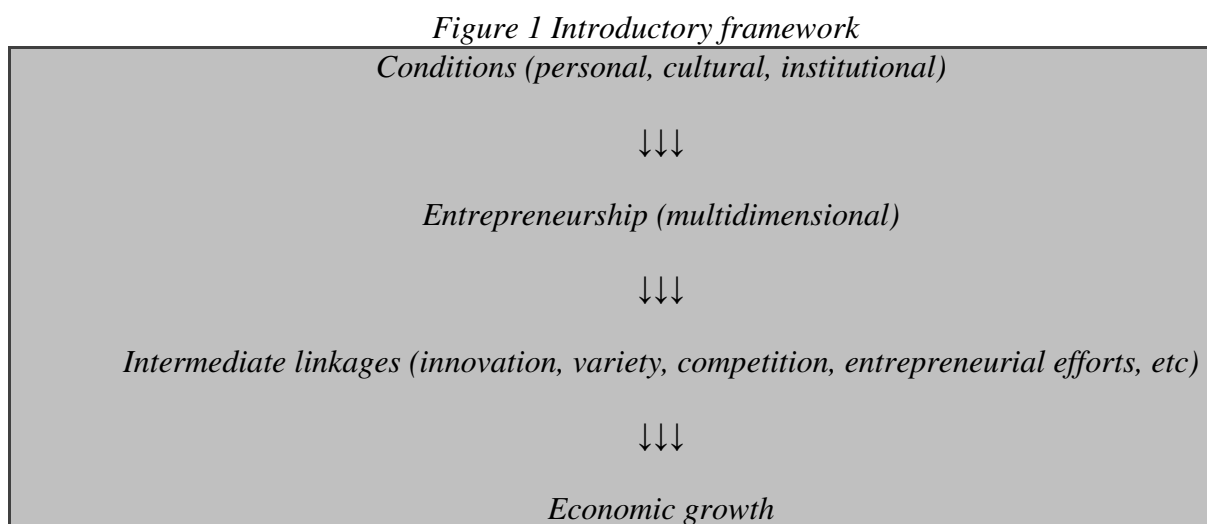 Figure 1 Introductory framework
Conditions (personal, cultural, institutional)
↓↓↓
Entrepreneurship (multidimensional)
↓↓↓
Intermediate linkages (innovation, variety, competition, entrepreneurial efforts, etc)
↓↓↓
Economic growth